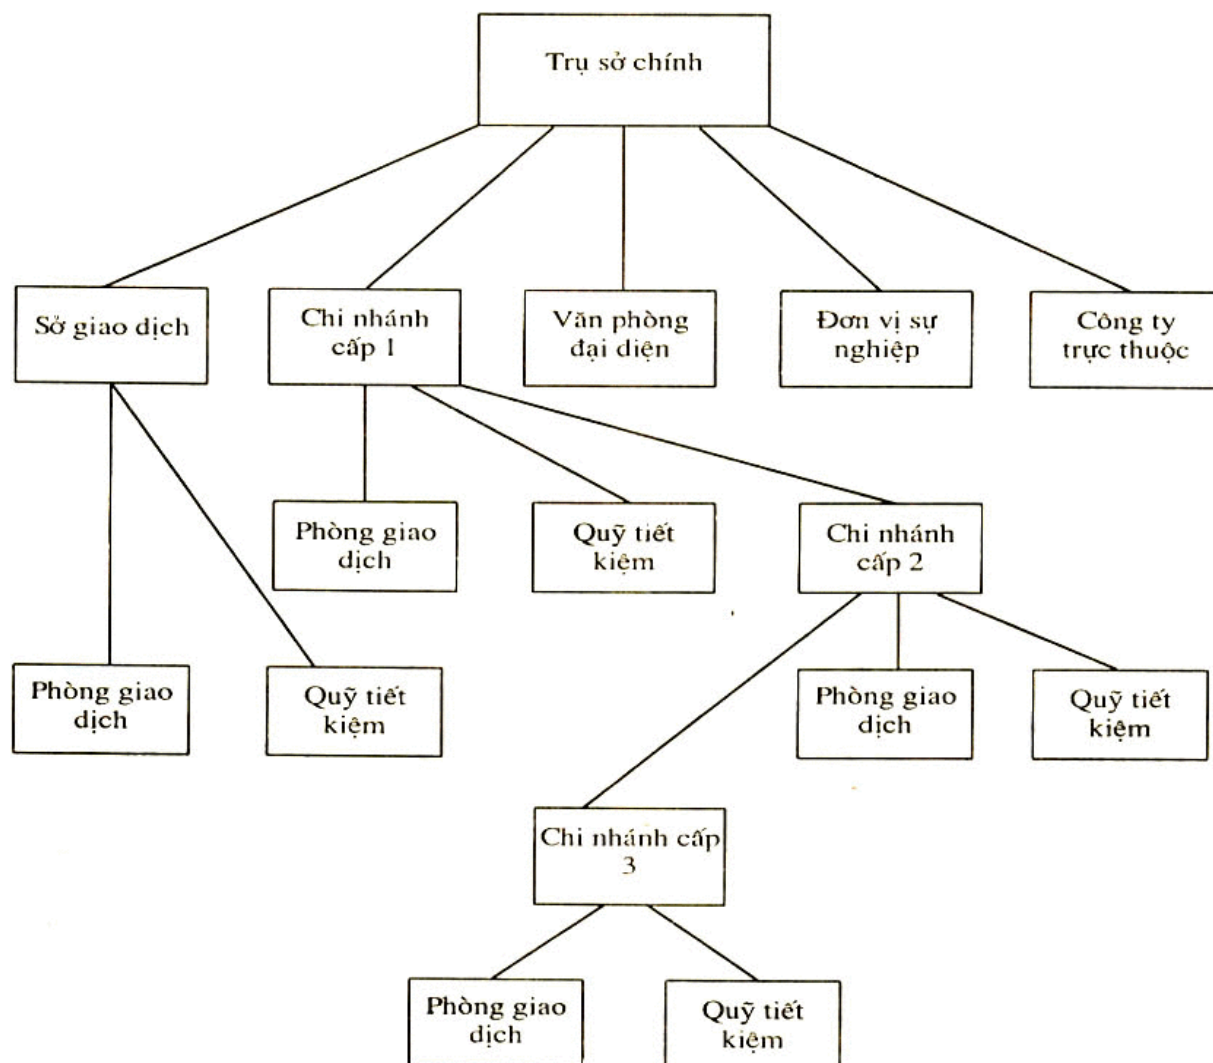 Trụ sở chính
Sở giao dịch
Chi nhánh
cấp 1
Văn phòng
đại diện
Đơn vị sự
nghiệp
Công ty
trực thuộc
Phòng giao
dịch
Quỹ tiết
kiệm
Chi nhánh
cấp 2
Phòng giao
dịch
Quỹ tiết
kiệm
Phòng giao
dịch
Quỹ tiết
kiệm
Chi nhánh cấp
3
Phòng giao
dịch
Quỹ tiết
kiệm